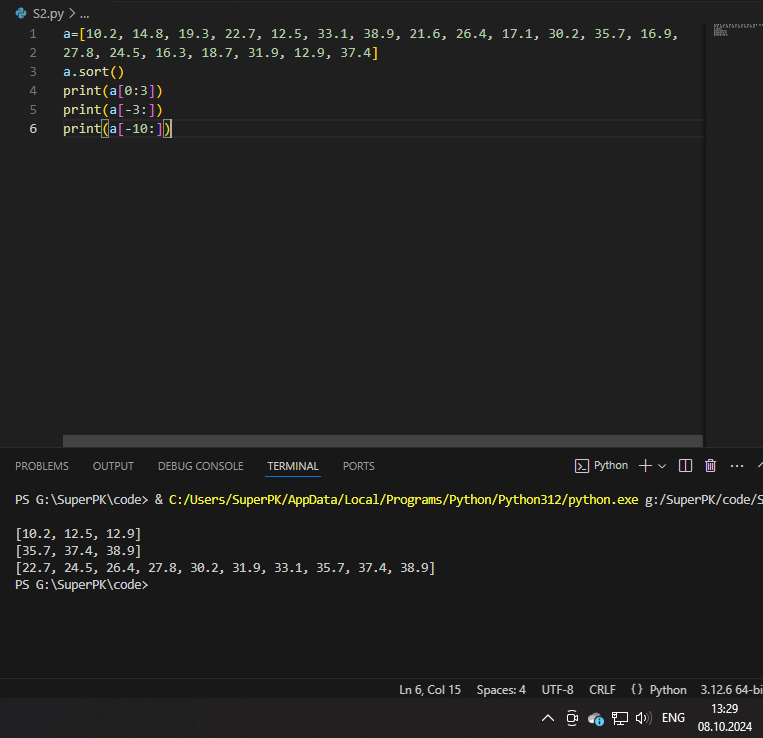 S2.py > ...
1 a=[10.2, 14.8, 19.3, 22.7, 12.5, 33.1, 38.9, 21.6, 26.4, 17.1, 30.2, 35.7, 16.9,
2 27.8, 24.5, 16.3, 18.7, 31.9, 12.9, 37.4]
3 a.sort()
4 print(a[0:3])
5 print(a[-3:])
6 print(a[-10:])
PROBLEMS OUTPUT DEBUG CONSOLE TERMINAL PORTS Python
PS G:\SuperPK\code> & C:/Users/SuperPK/AppData/Local/Programs/Python/Python312/python.exe g:/SuperPK/code/S
[10.2, 12.5, 12.9]
[35.7, 37.4, 38.9]
[22.7, 24.5, 26.4, 27.8, 30.2, 31.9, 33.1, 35.7, 37.4, 38.9]
PS G:\SuperPK\code>
Ln 6, Col 15 Spaces: 4 UTF-8 CRLF {} Python 3.12.6 64-bi
ENG 13:29
08.10.2024